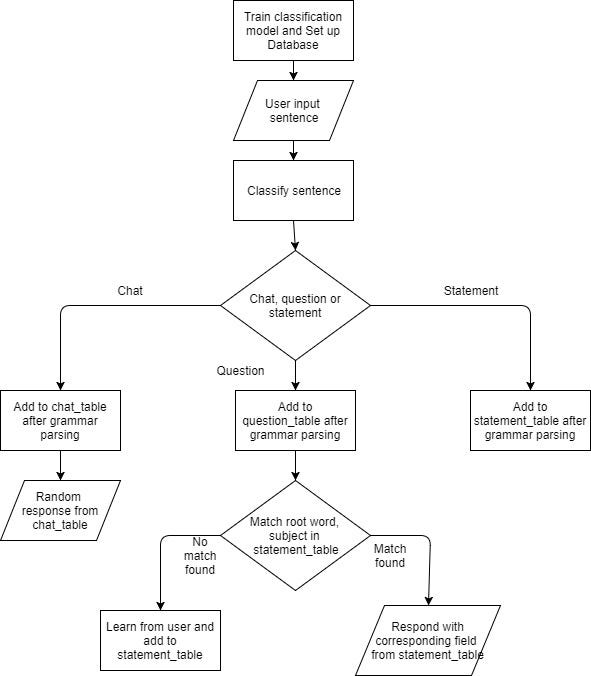 Train classification
model and Set up
Database
User input
sentence
Classify sentence
Chat, question or
statement
Chat
Statement
Question
Add to chat_table
after grammar
parsing
Add to
question_table after
grammar parsing
Add to
statement_table after
grammar parsing
Random
response from
chat_table
Match root word,
subject in
statement_table
No
match
found
Match
found
Learn from user and
add to
statement_table
Respond with
corresponding field
from statement_table